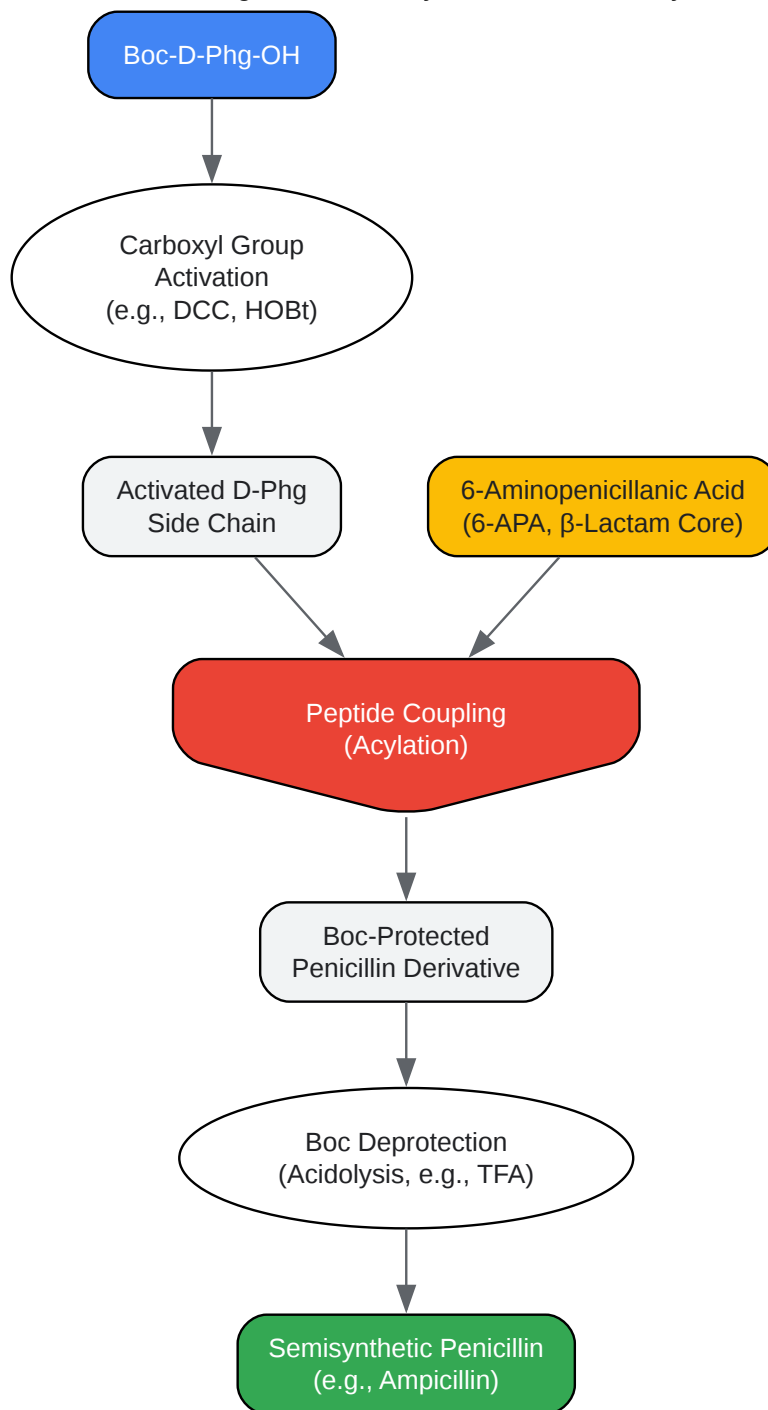 Boc-D-Phg-OH
Carboxyl Group
Activation
(e.g., DCC, HOBt)
Activated D-Phg
Side Chain
6-Aminopenicillanic Acid
(6-APA, β-Lactam Core)
Peptide Coupling
(Acylation)
Boc-Protected
Penicillin Derivative
Boc Deprotection
(Acidolysis, e.g., TFA)
Semisynthetic Penicillin
(e.g., Ampicillin)